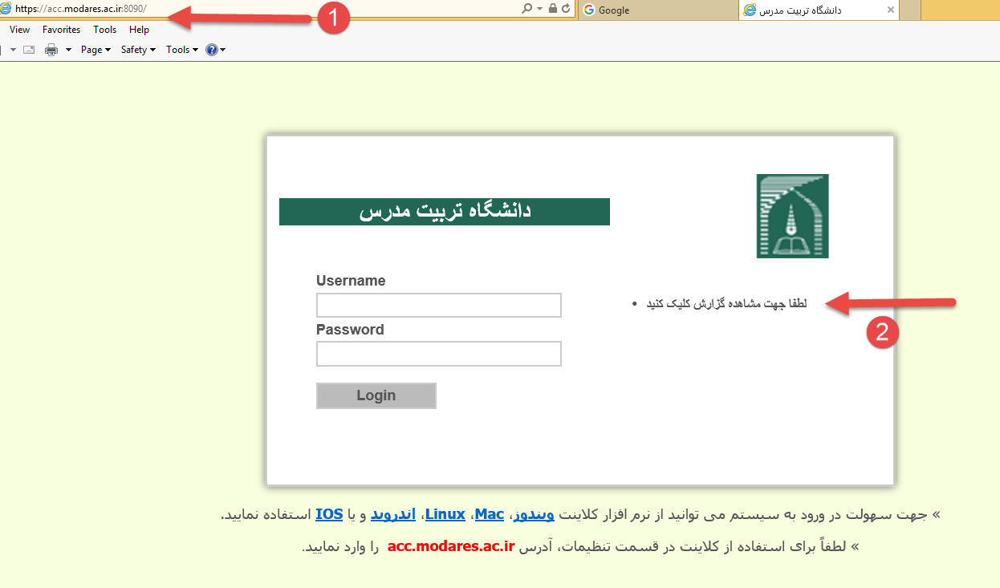 https://acc.modares.ac.ir:8090/
Google
دانشگاه تربیت مدرس
1
View Favorites Tools Help
Page Safety Tools
دانشگاه تربیت مدرس
Username
لطفا جهت مشاهده گزارش کلیک کنید •
2
Password
Login
» جهت سهولت در ورود به سیستم می توانید از نرم افزار کلاینت ویندوز، Mac، Linux، اندروید و یا IOS استفاده نمایید.
» لطفاً برای استفاده از کلاینت در قسمت تنظیمات، آدرس acc.modares.ac.ir را وارد نمایید.